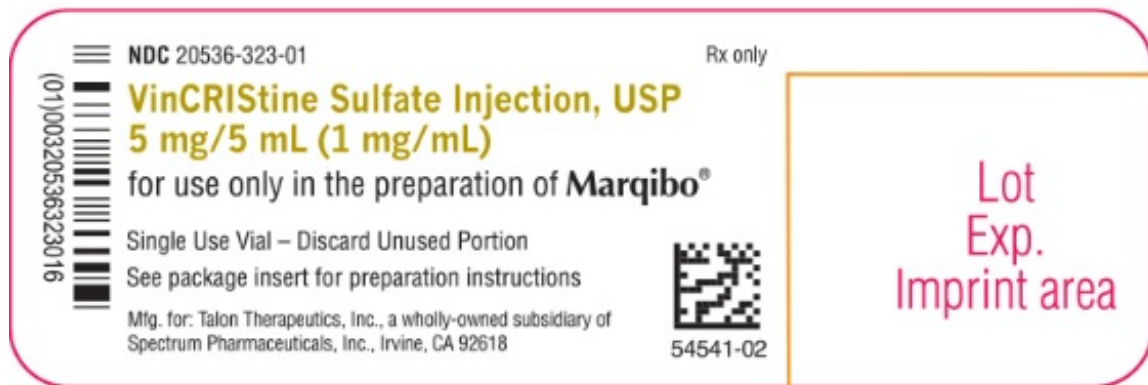 (01)00320536323016
NDC 20536-323-01
Rx only
VinCRIStine Sulfate Injection, USP
5 mg/5 mL (1 mg/mL)
for use only in the preparation of Marqibo®
Single Use Vial – Discard Unused Portion
See package insert for preparation instructions
Mfg. for: Talon Therapeutics, Inc., a wholly-owned subsidiary of
Spectrum Pharmaceuticals, Inc., Irvine, CA 92618
54541-02
Lot
Exp.
Imprint area